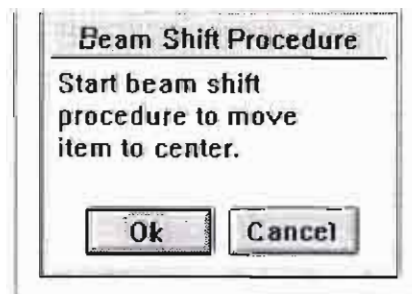 Beam Shift Procedure
Start beam shift
procedure to move
item to center.
Ok Cancel